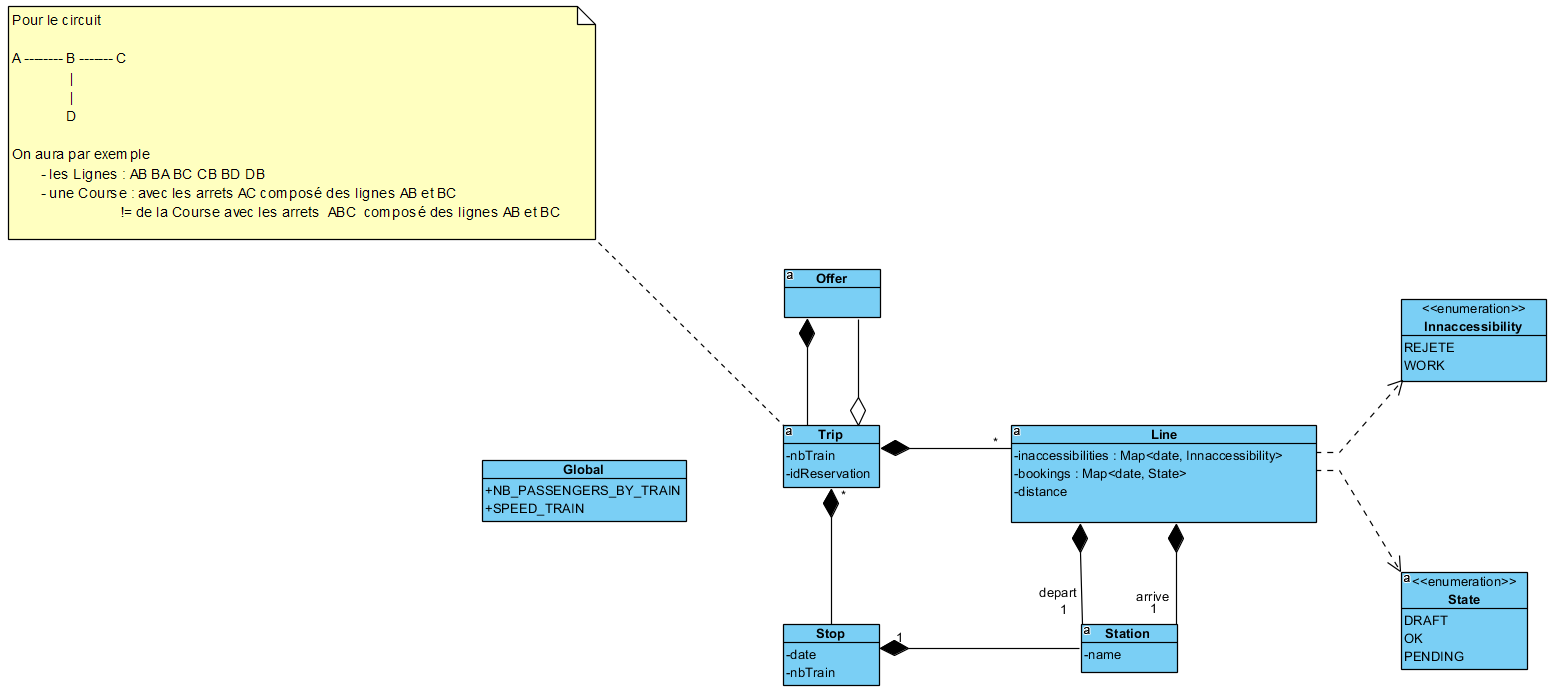 Pour le circuit
A -------- B ------- C
|
|
D
On aura par exemple
- les Lignes : AB BA BC CB BD DB
- une Course : avec les arrets AC composé des lignes AB et BC
!= de la Course avec les arrets ABC composé des lignes AB et BC
a
Offer
<<enumeration>>
Innaccessibility
REJETE
WORK
a
Trip
-nbTrain
-idReservation
*
a
Line
-inaccessibilities : Map<date, Innaccessibility>
-bookings : Map<date, State>
-distance
Global
+NB_PASSENGERS_BY_TRAIN
+SPEED_TRAIN
*
depart
1
arrive
1
a
<<enumeration>>
State
DRAFT
OK
PENDING
Stop
-date
-nbTrain
1
a
Station
-name